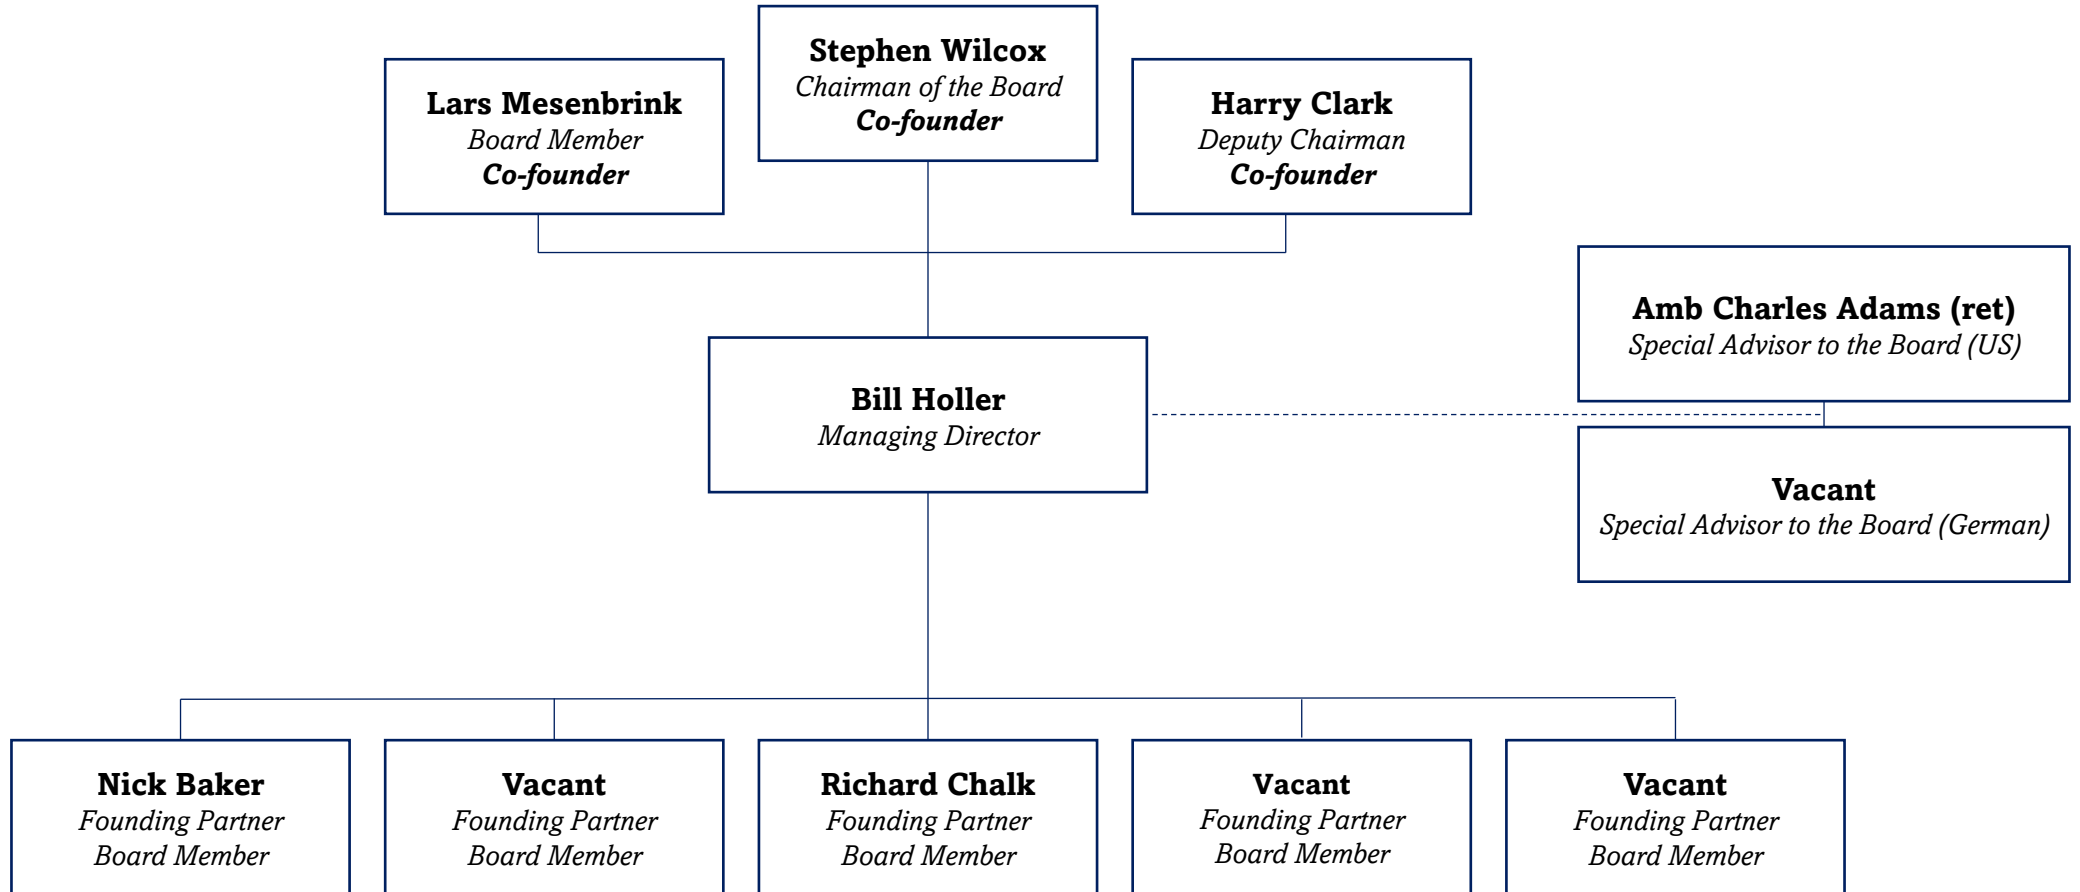 Stephen Wilcox
Chairman of the Board
Co-founder
Lars Mesenbrink
Board Member
Co-founder
Harry Clark
Deputy Chairman
Co-founder
Amb Charles Adams (ret)
Special Advisor to the Board (US)
Bill Holler
Managing Director
Vacant
Special Advisor to the Board (German)
Nick Baker
Founding Partner
Board Member
Vacant
Founding Partner
Board Member
Richard Chalk
Founding Partner
Board Member
Vacant
Founding Partner
Board Member
Vacant
Founding Partner
Board Member